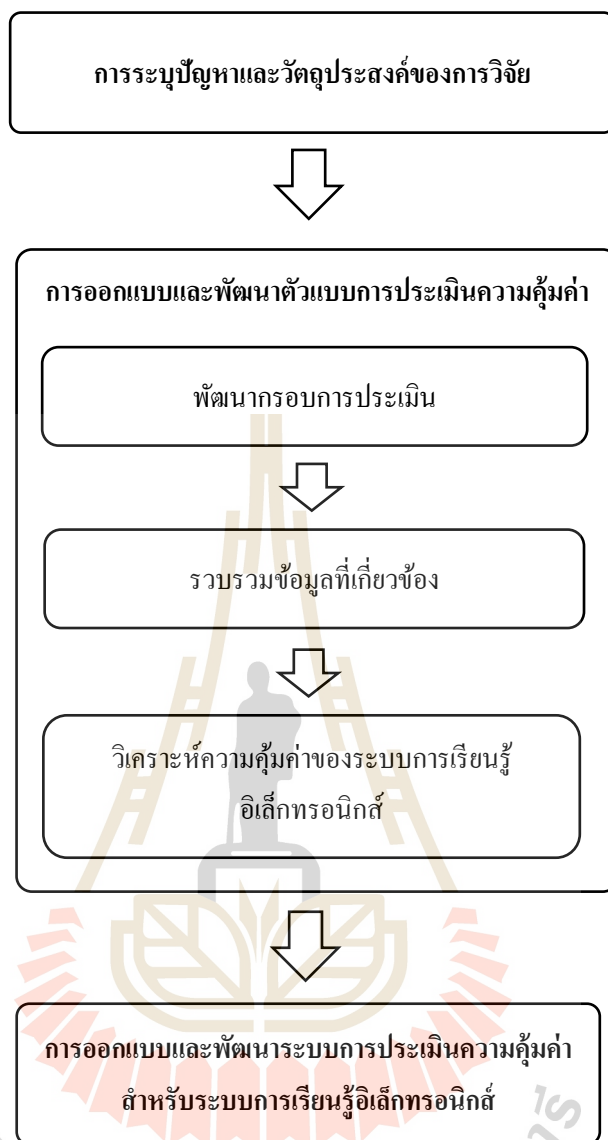 การระบุปัญหาและวัตถุประสงค์ของการวิจัย
การออกแบบและพัฒนาตัวแบบการประเมินความคุ้มค่า
พัฒนากรอบการประเมิน
รวบรวมข้อมูลที่เกี่ยวข้อง
วิเคราะห์ความคุ้มค่าของระบบการเรียนรู้
อิเล็กทรอนิกส์
การออกแบบและพัฒนาระบบการประเมินความคุ้มค่า
สำหรับระบบการเรียนรู้อิเล็กทรอนิกส์